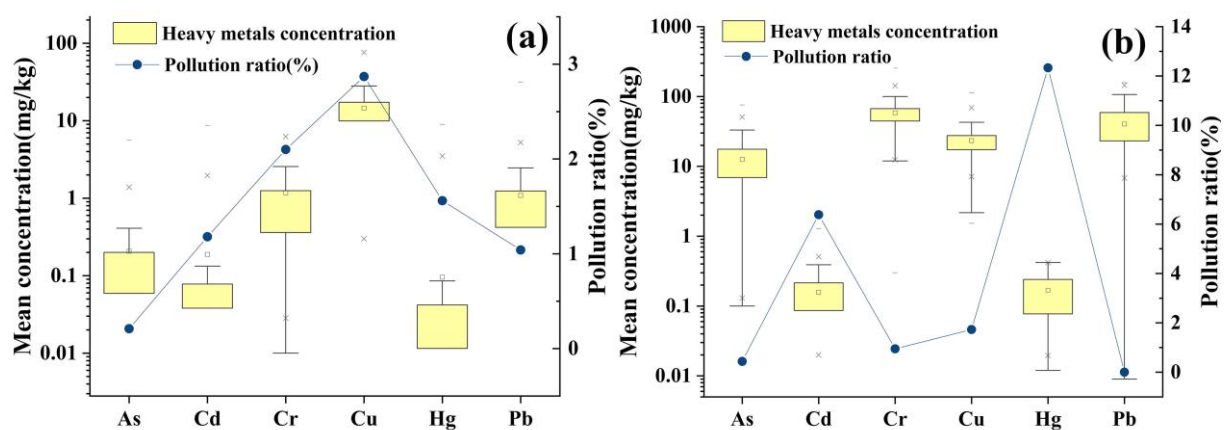 Heavy metals concentration
Pollution ratio(%)
(a)
Mean concentration(mg/kg)
100
10
1
0.1
0.01
3
2
1
0
Pollution ratio(%)
As Cd Cr Cu Hg Pb
Heavy metals concentration
Pollution ratio
(b)
Mean concentration(mg/kg)
1000
100
10
1
0.1
0.01
14
12
10
8
6
4
2
0
Pollution ratio(%)
As Cd Cr Cu Hg Pb